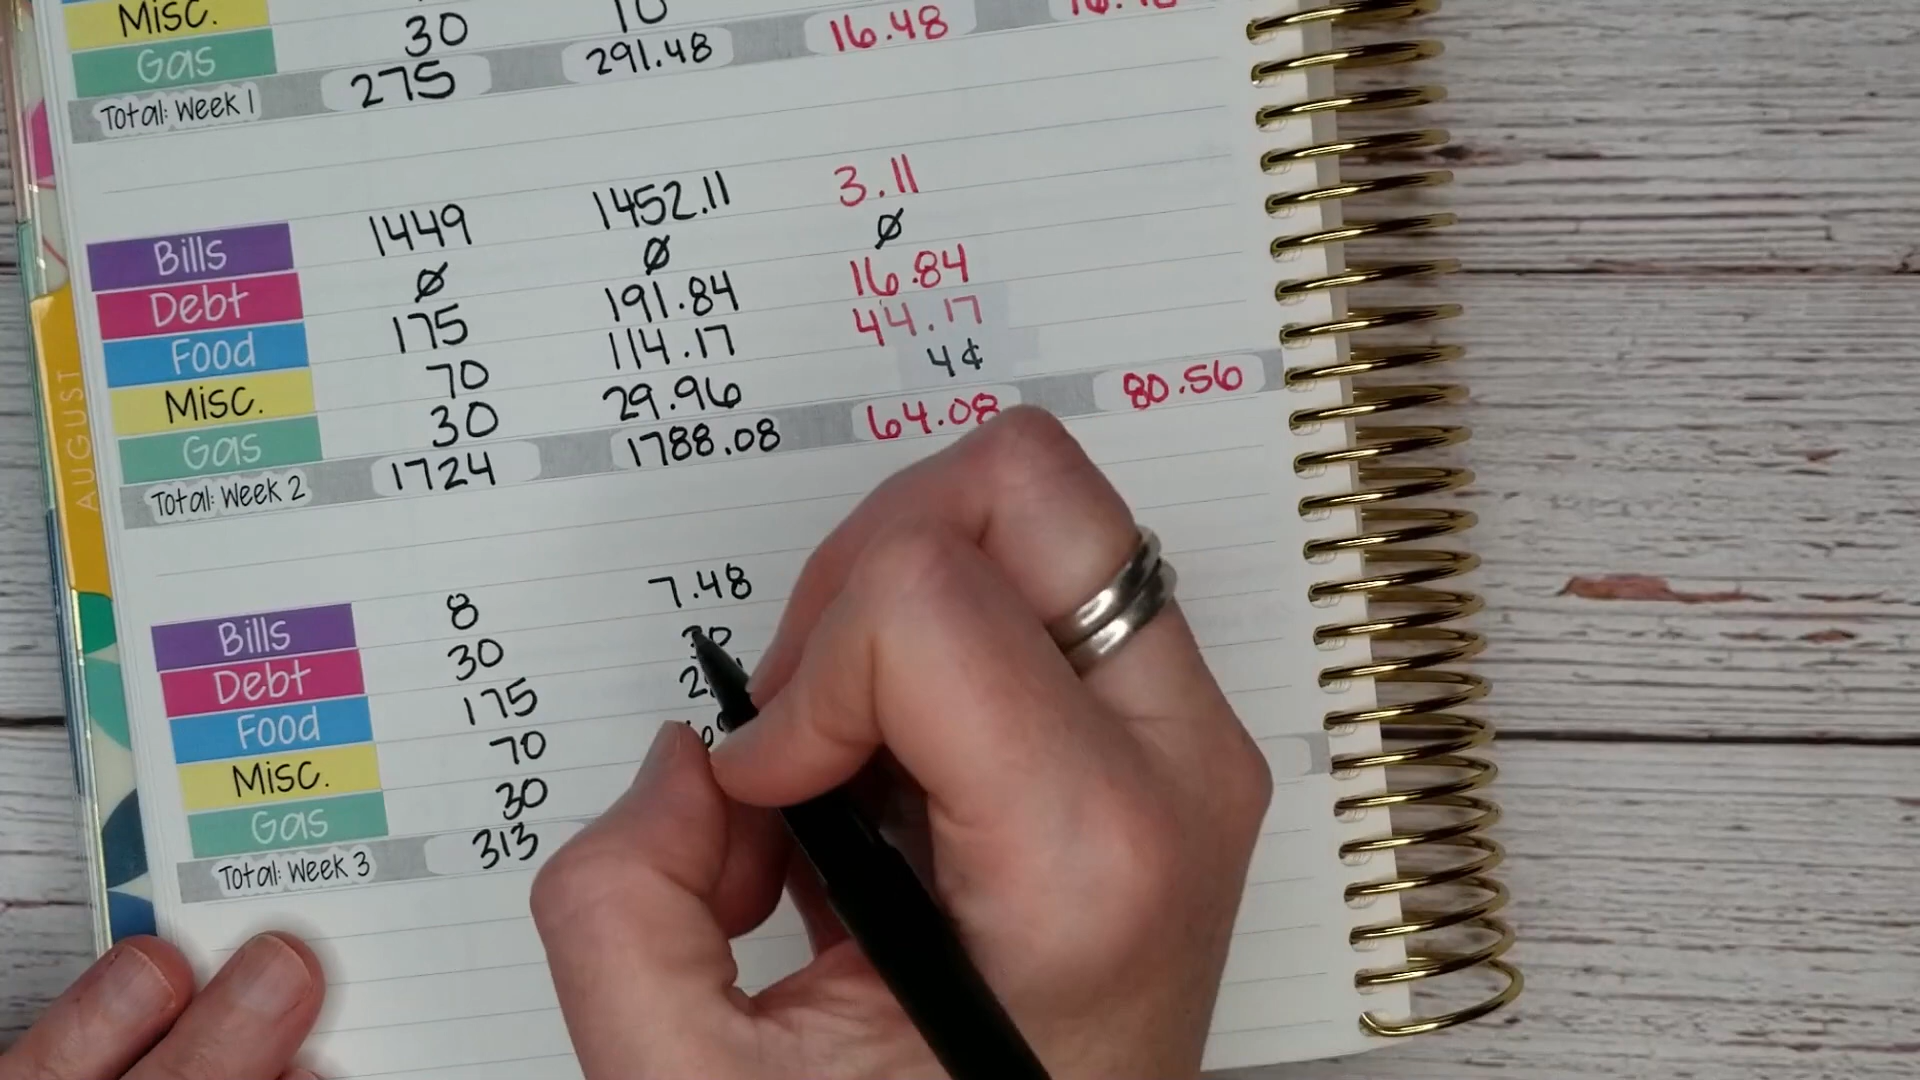 Misc. 30 10
Gas 275 291.48 16.48
Total: Week 1
Bills 1449 1452.11 3.11
Debt Ø Ø Ø
Food 175 191.84 16.84
Misc. 70 114.17 44.17
Gas 30 29.96 4¢
Total: Week 2 1724 1788.08 64.08 80.56
Bills 8 7.48
Debt 30 30
Food 175
Misc. 70
Gas 30
Total: Week 3 313
AUGUST